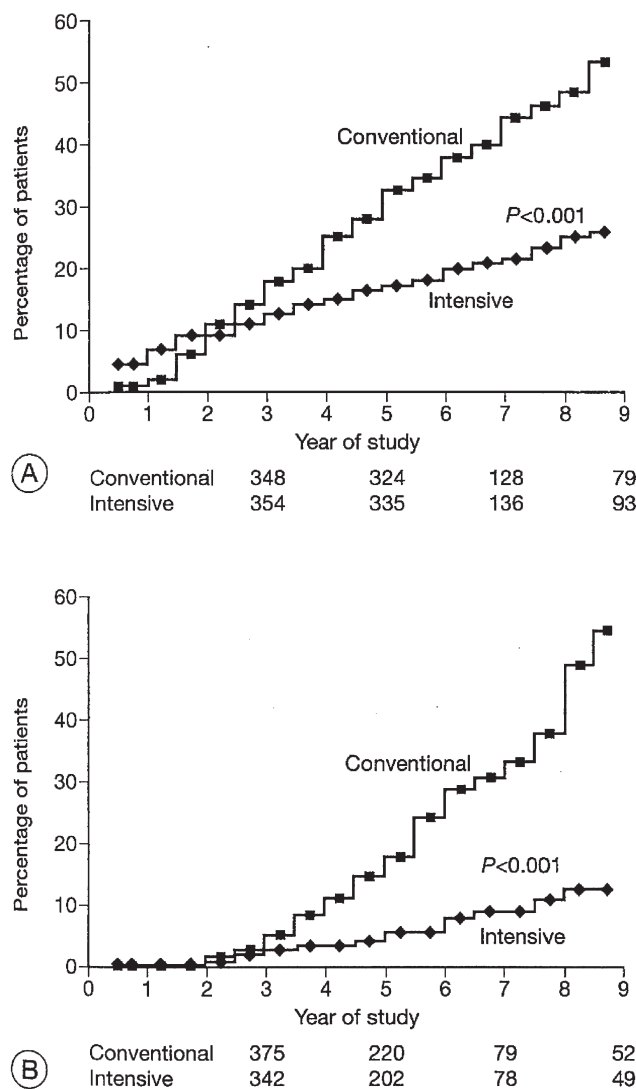 60
50
40
30
20
10
0
Percentage of patients
Conventional
P<0.001
Intensive
0 1 2 3 4 5 6 7 8 9
Year of study
A
Conventional 348 324 128 79
Intensive 354 335 136 93
60
50
40
30
20
10
0
Percentage of patients
Conventional
P<0.001
Intensive
0 1 2 3 4 5 6 7 8 9
Year of study
B
Conventional 375 220 79 52
Intensive 342 202 78 49